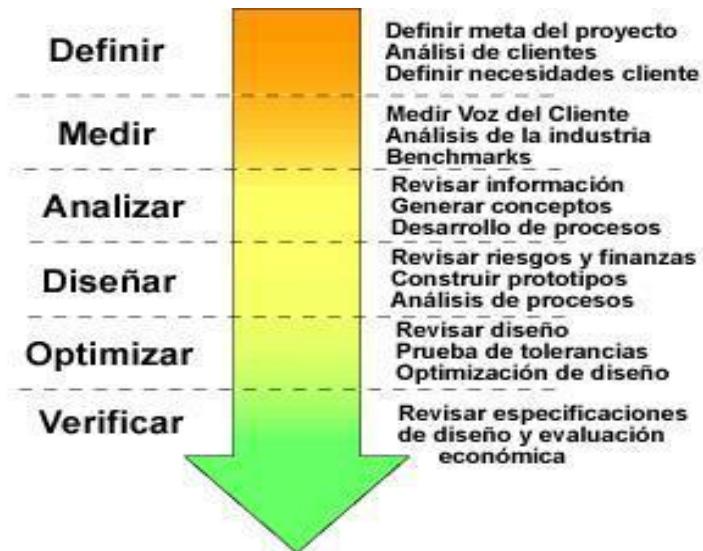 Definir
Definir meta del proyecto
Análisi de clientes
Definir necesidades cliente
Medir
Medir Voz del Cliente
Análisis de la industria
Benchmarks
Analizar
Revisar información
Generar conceptos
Desarrollo de procesos
Diseñar
Revisar riesgos y finanzas
Construir prototipos
Análisis de procesos
Optimizar
Revisar diseño
Prueba de tolerancias
Optimización de diseño
Verificar
Revisar especificaciones
de diseño y evaluación
económica